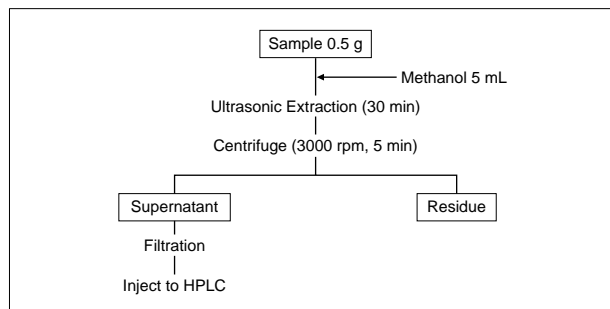 Sample 0.5 g
Methanol 5 mL
Ultrasonic Extraction (30 min)
Centrifuge (3000 rpm, 5 min)
Supernatant
Residue
Filtration
Inject to HPLC